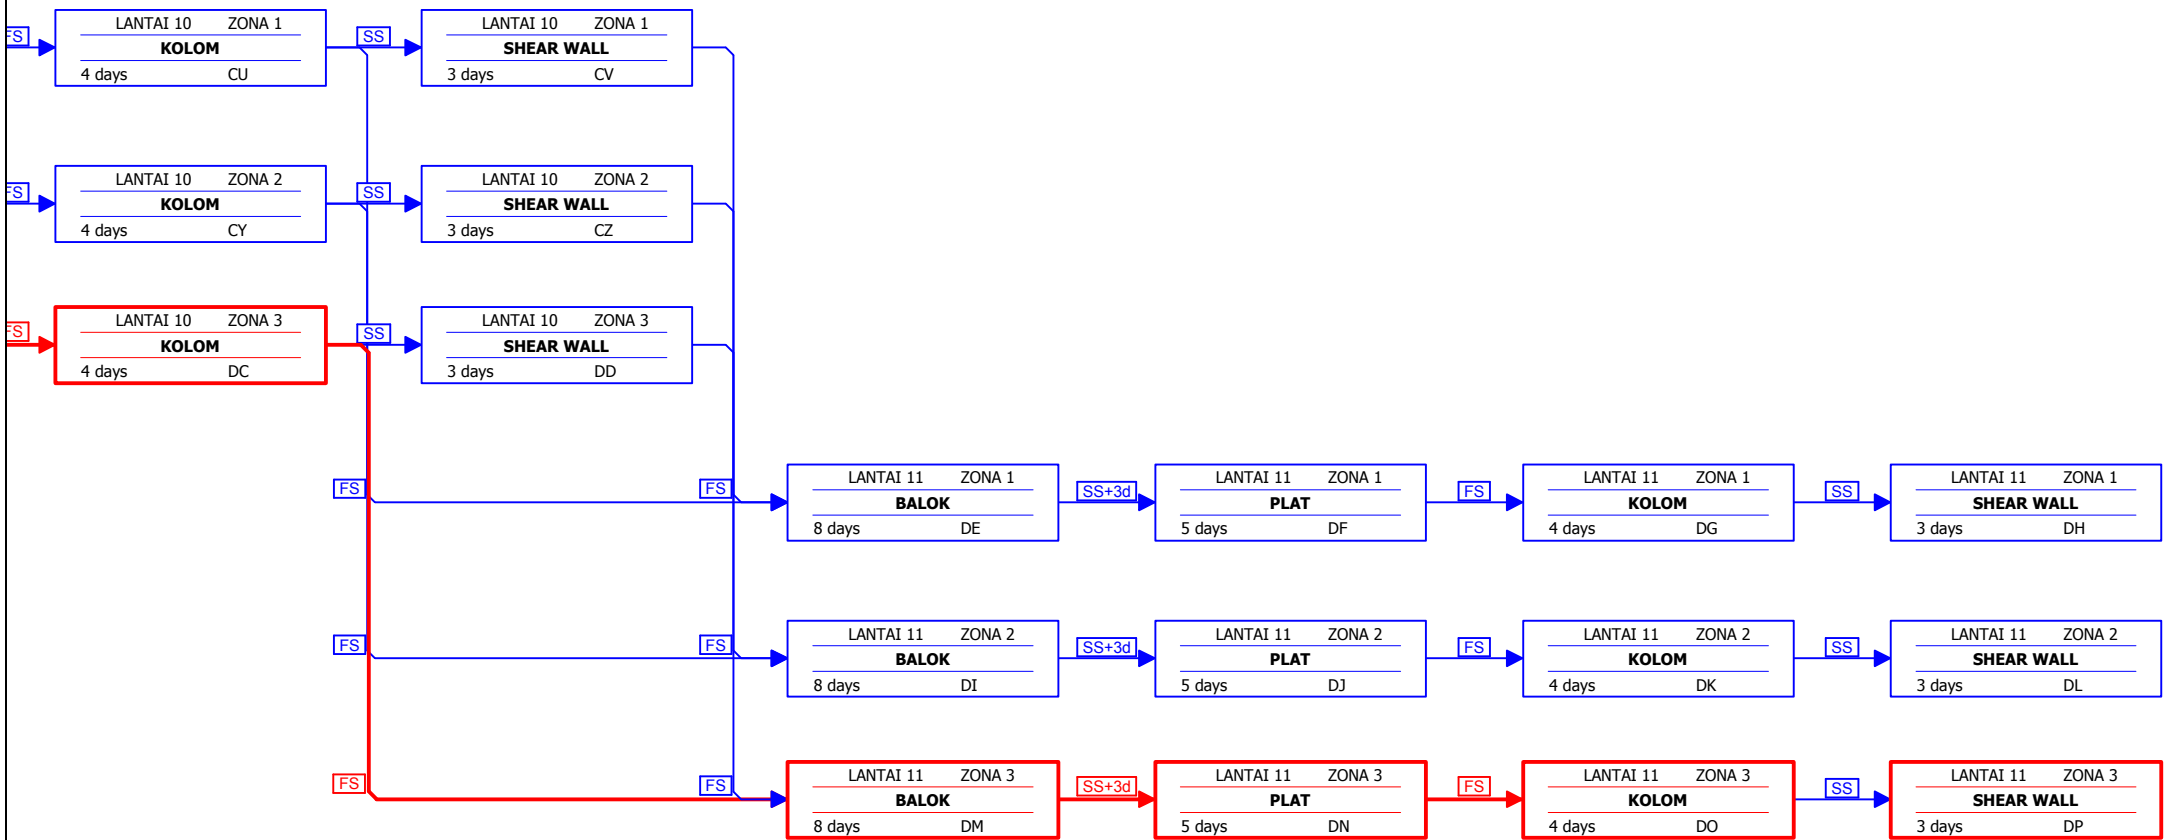 FS
LANTAI 10 ZONA 1
KOLOM
4 days CU
SS
LANTAI 10 ZONA 1
SHEAR WALL
3 days CV
FS
LANTAI 10 ZONA 2
KOLOM
4 days CY
SS
LANTAI 10 ZONA 2
SHEAR WALL
3 days CZ
FS
LANTAI 10 ZONA 3
KOLOM
4 days DC
SS
LANTAI 10 ZONA 3
SHEAR WALL
3 days DD
FS
FS
LANTAI 11 ZONA 1
BALOK
8 days DE
SS+3d
LANTAI 11 ZONA 1
PLAT
5 days DF
FS
LANTAI 11 ZONA 1
KOLOM
4 days DG
SS
LANTAI 11 ZONA 1
SHEAR WALL
3 days DH
FS
FS
LANTAI 11 ZONA 2
BALOK
8 days DI
SS+3d
LANTAI 11 ZONA 2
PLAT
5 days DJ
FS
LANTAI 11 ZONA 2
KOLOM
4 days DK
SS
LANTAI 11 ZONA 2
SHEAR WALL
3 days DL
FS
FS
LANTAI 11 ZONA 3
BALOK
8 days DM
SS+3d
LANTAI 11 ZONA 3
PLAT
5 days DN
FS
LANTAI 11 ZONA 3
KOLOM
4 days DO
SS
LANTAI 11 ZONA 3
SHEAR WALL
3 days DP